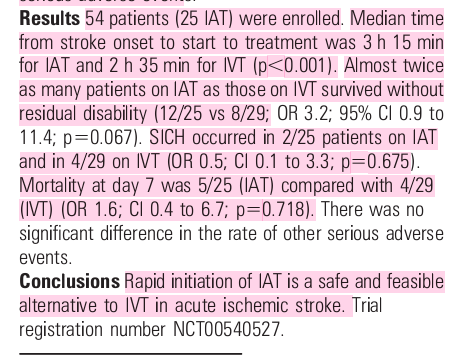 serious adverse events.
Results 54 patients (25 IAT) were enrolled. Median time
from stroke onset to start to treatment was 3 h 15 min
for IAT and 2 h 35 min for IVT (p<0.001). Almost twice
as many patients on IAT as those on IVT survived without
residual disability (12/25 vs 8/29; OR 3.2; 95% CI 0.9 to
11.4; p=0.067). SICH occurred in 2/25 patients on IAT
and in 4/29 on IVT (OR 0.5; CI 0.1 to 3.3; p=0.675).
Mortality at day 7 was 5/25 (IAT) compared with 4/29
(IVT) (OR 1.6; CI 0.4 to 6.7; p=0.718). There was no
significant difference in the rate of other serious adverse
events.
Conclusions Rapid initiation of IAT is a safe and feasible
alternative to IVT in acute ischemic stroke. Trial
registration number NCT00540527.